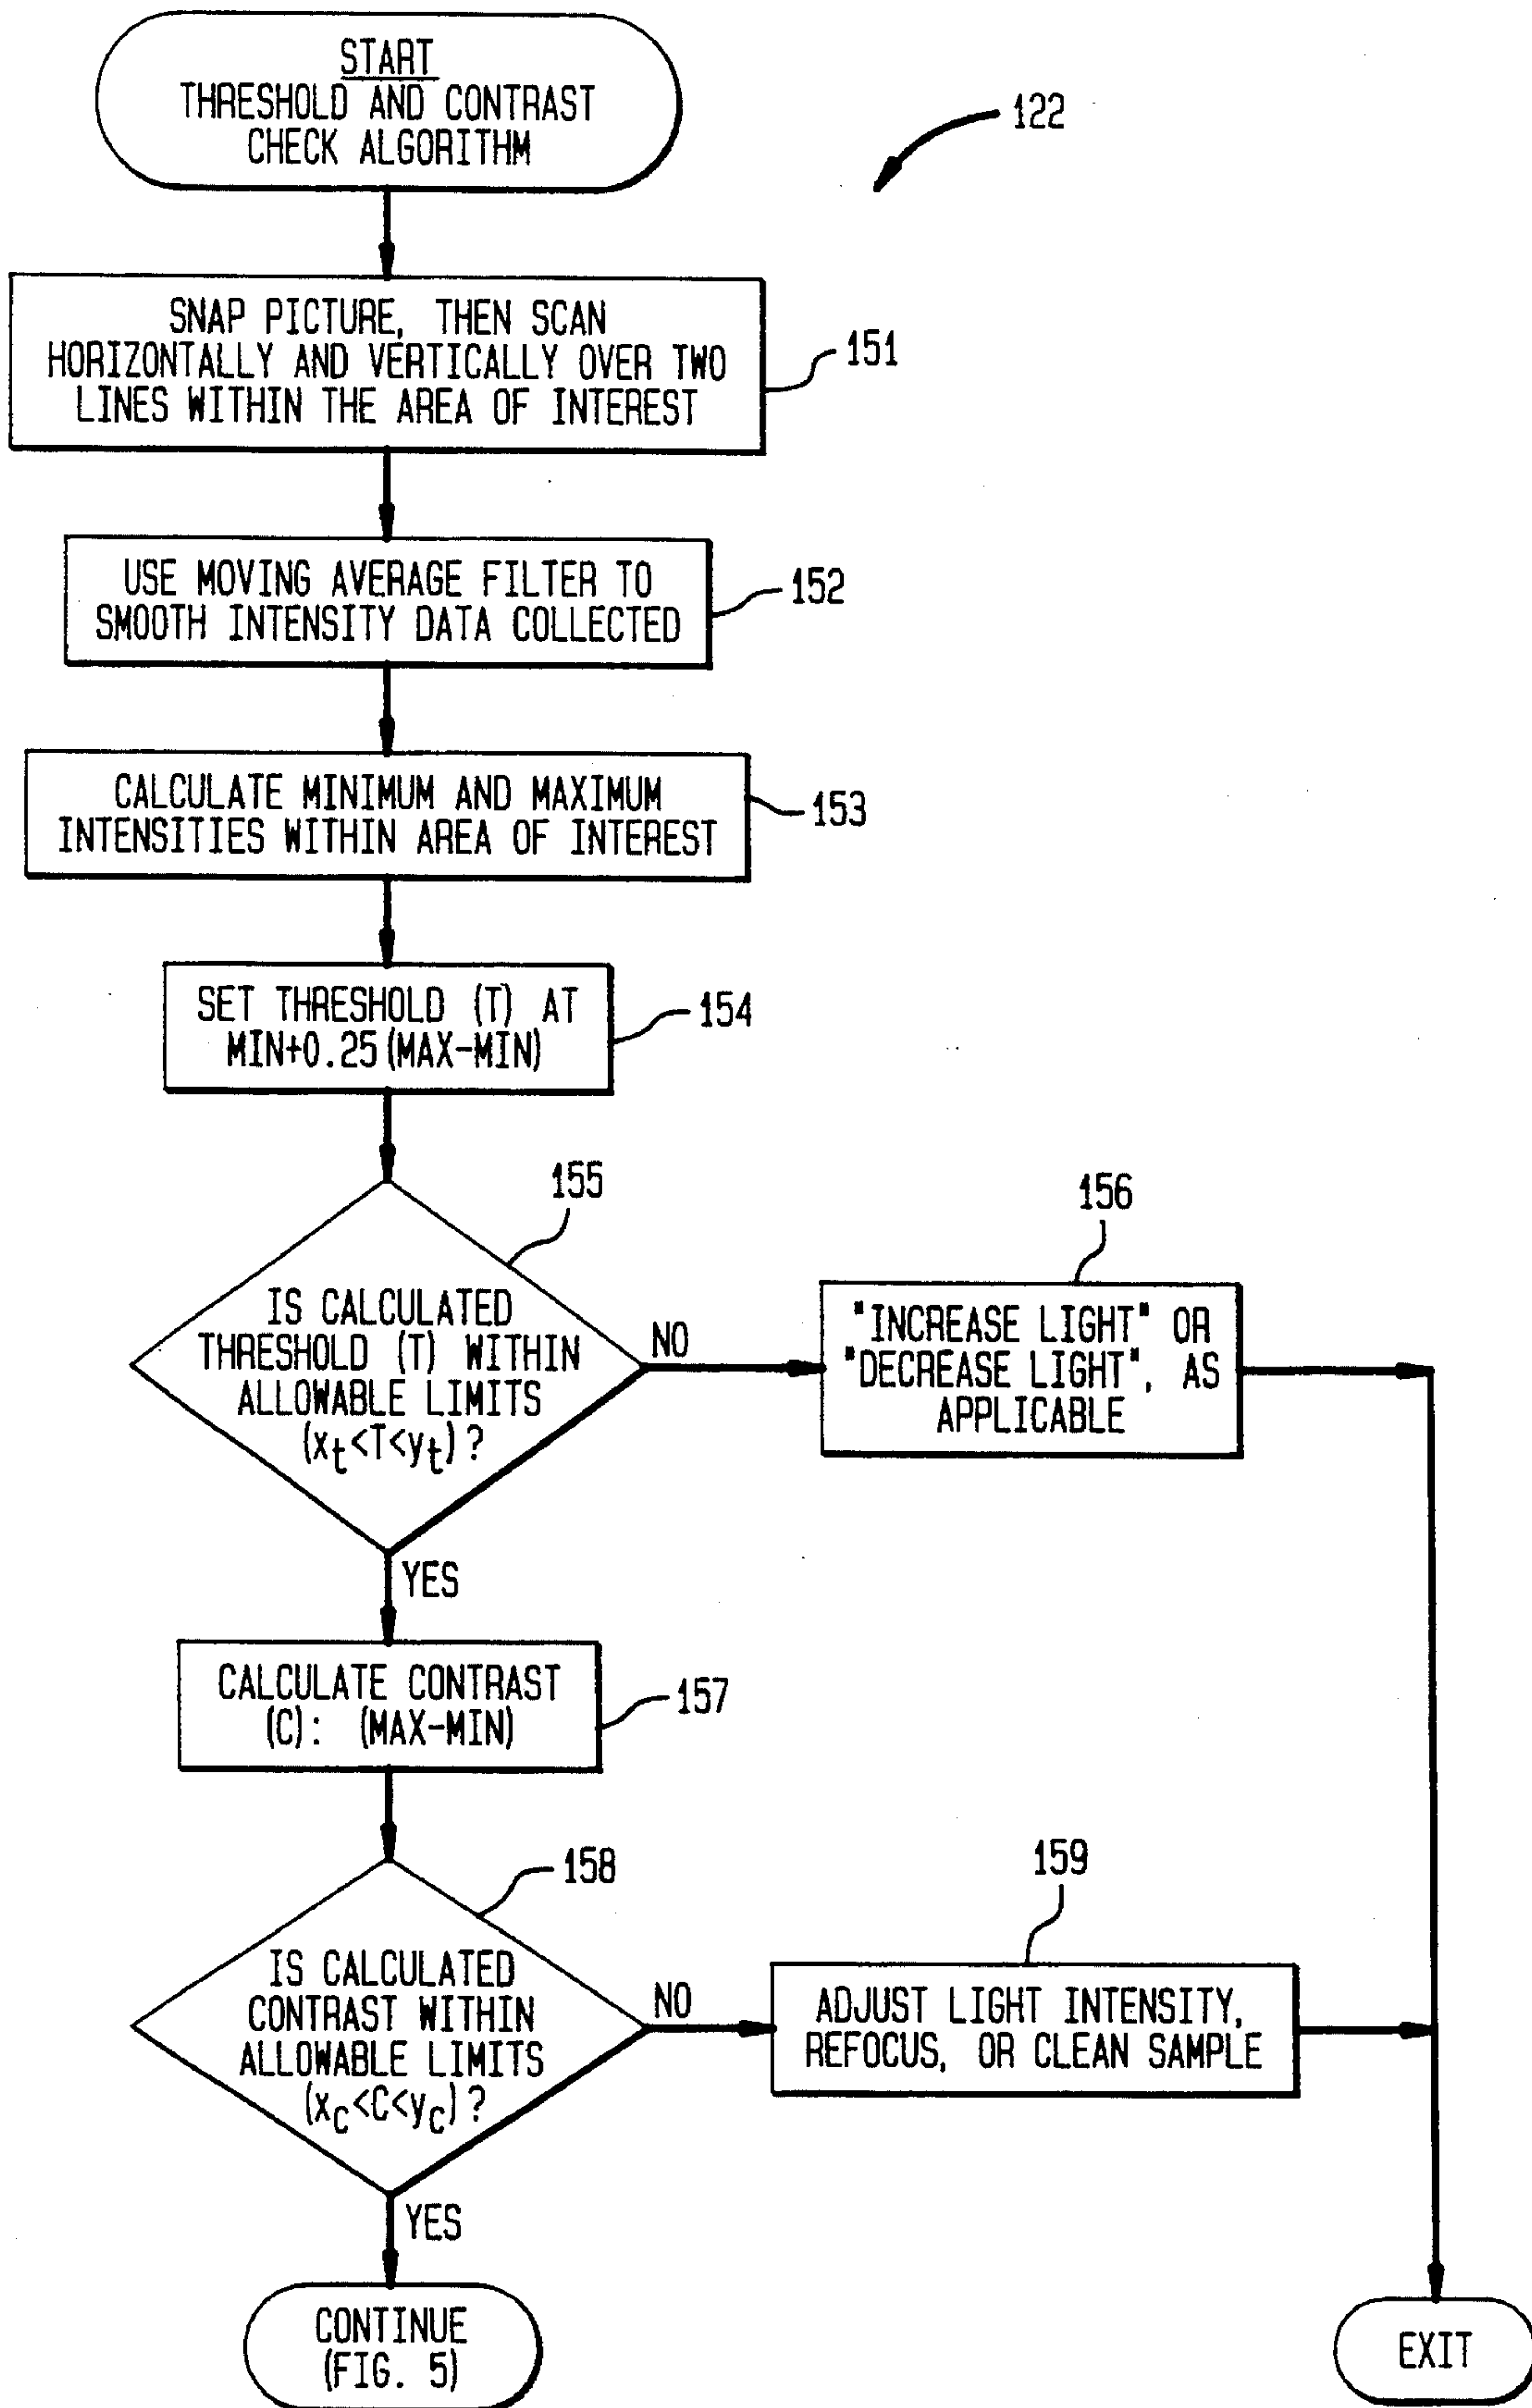 START
THRESHOLD AND CONTRAST
CHECK ALGORITHM
122
SNAP PICTURE, THEN SCAN
HORIZONTALLY AND VERTICALLY OVER TWO
LINES WITHIN THE AREA OF INTEREST
151
USE MOVING AVERAGE FILTER TO
SMOOTH INTENSITY DATA COLLECTED
152
CALCULATE MINIMUM AND MAXIMUM
INTENSITIES WITHIN AREA OF INTEREST
153
SET THRESHOLD (T) AT
MIN+0.25(MAX-MIN)
154
155
IS CALCULATED
THRESHOLD (T) WITHIN
ALLOWABLE LIMITS
(xt<T<yt)?
NO
156
"INCREASE LIGHT" OR
"DECREASE LIGHT", AS
APPLICABLE
YES
CALCULATE CONTRAST
(C): (MAX-MIN)
157
158
IS CALCULATED
CONTRAST WITHIN
ALLOWABLE LIMITS
(xc<C<yc)?
NO
159
ADJUST LIGHT INTENSITY,
REFOCUS, OR CLEAN SAMPLE
YES
CONTINUE
(FIG. 5)
EXIT